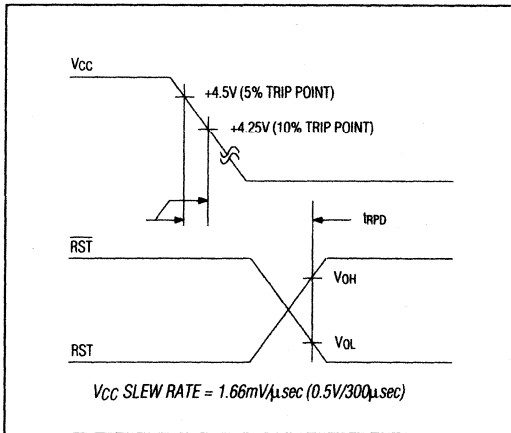 VCC
+4.5V (5% TRIP POINT)
+4.25V (10% TRIP POINT)
tRPD
RST
VOH
VOL
RST
VCC SLEW RATE = 1.66mV/µsec (0.5V/300µsec)